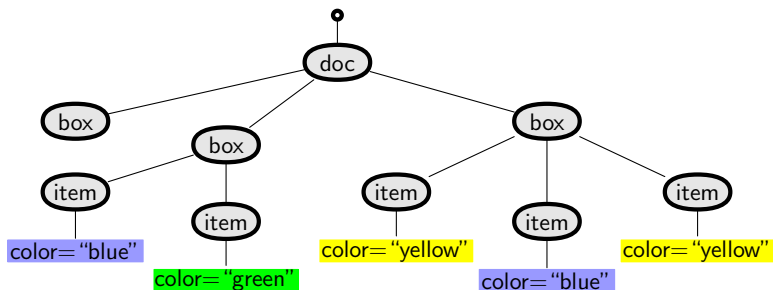 doc
box
box
box
item
item
item
item
item
color=“blue”
color=“green”
color=“yellow”
color=“blue”
color=“yellow”